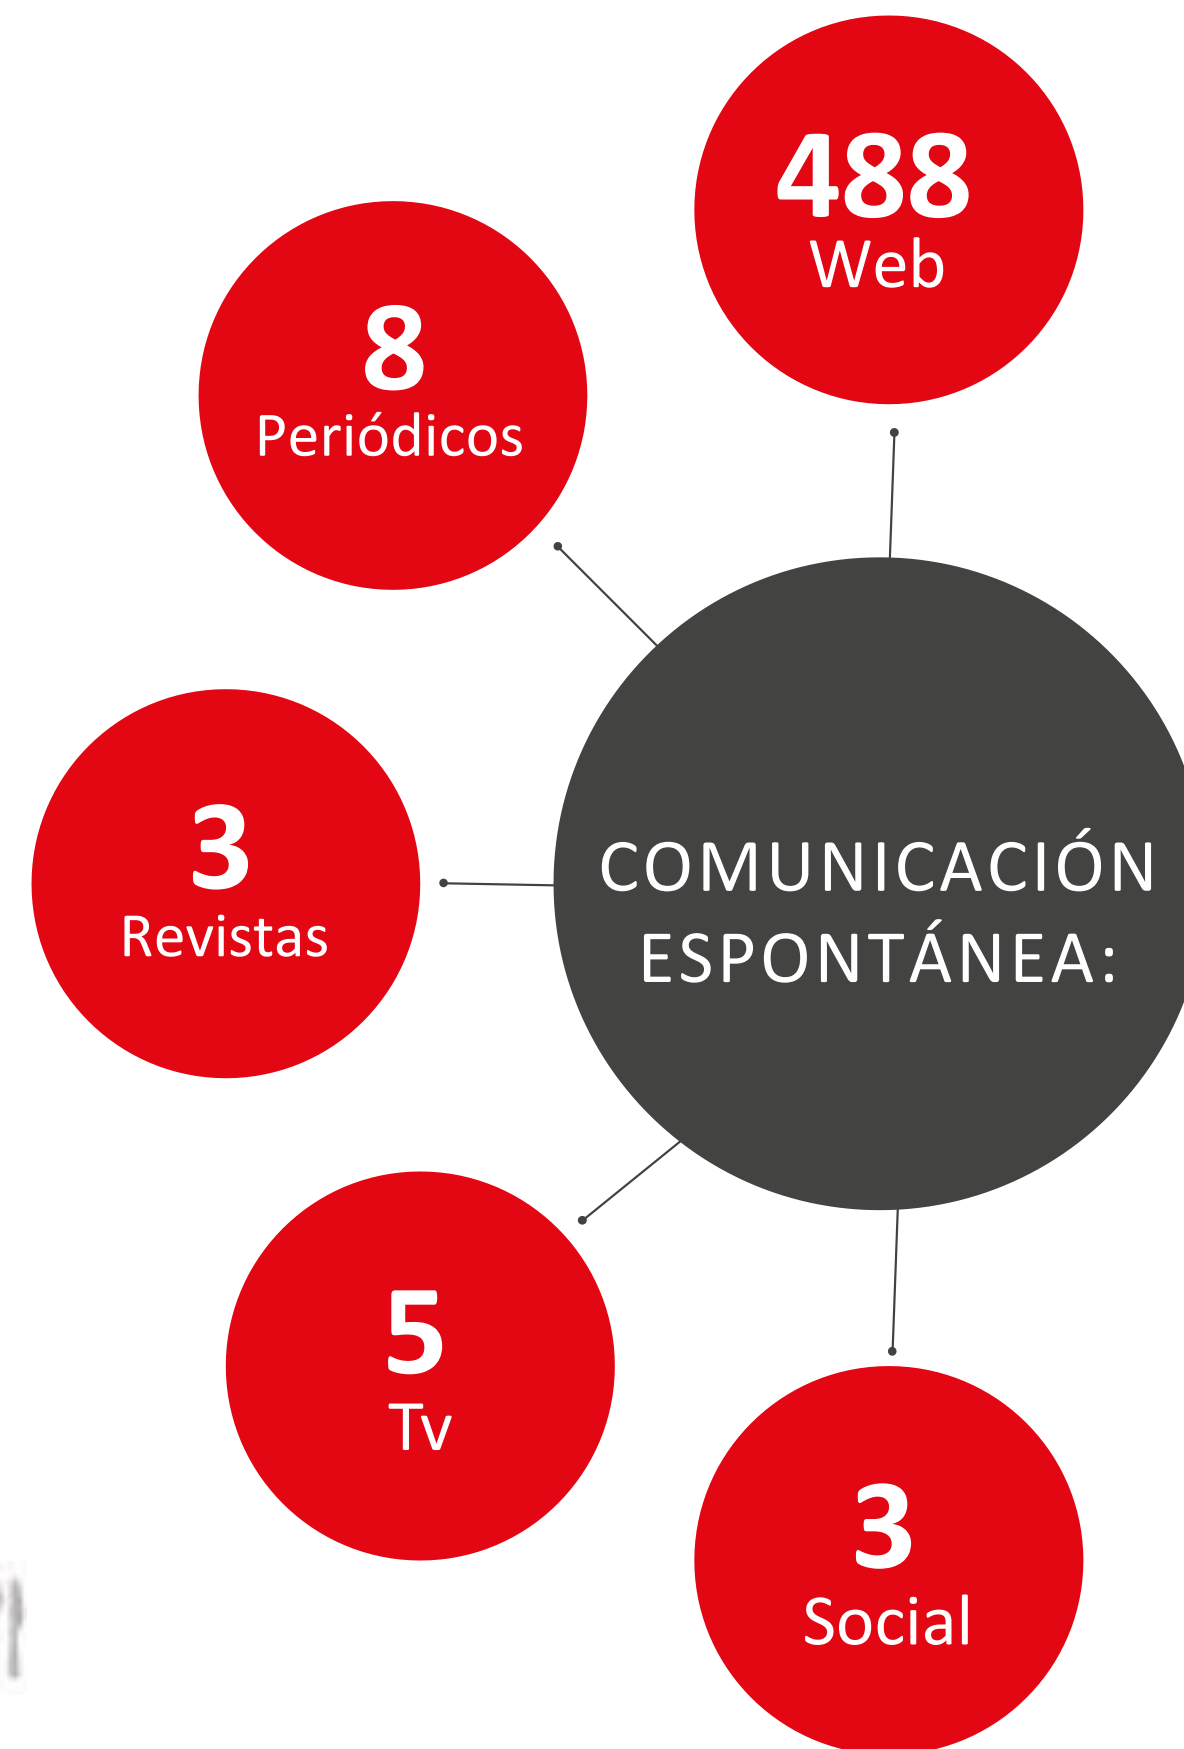 488
Web
8
Periódicos
3
Revistas
COMUNICACIÓN
ESPONTÁNEA:
5
Tv
3
Social